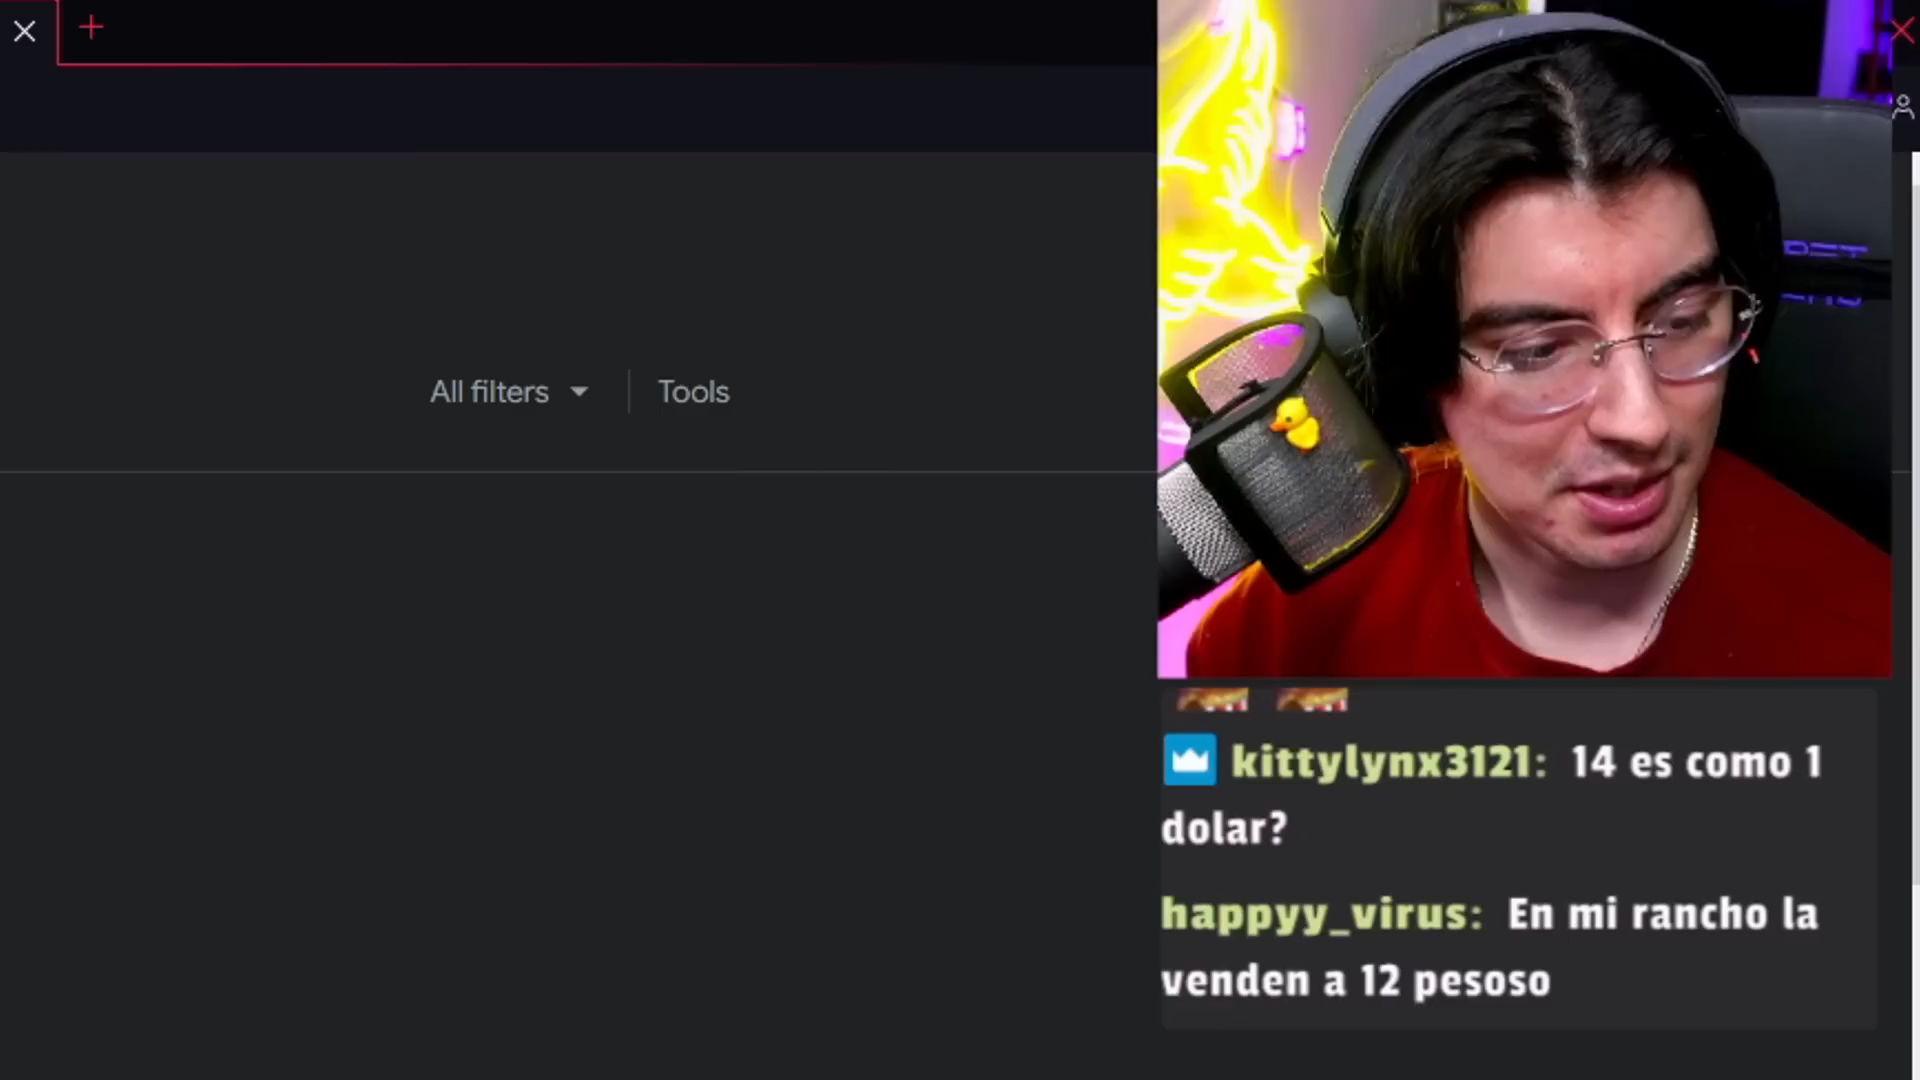 All filters
Tools
kittylynx3121: 14 es como 1
dolar?
happyy_virus: En mi rancho la
venden a 12 pesoso